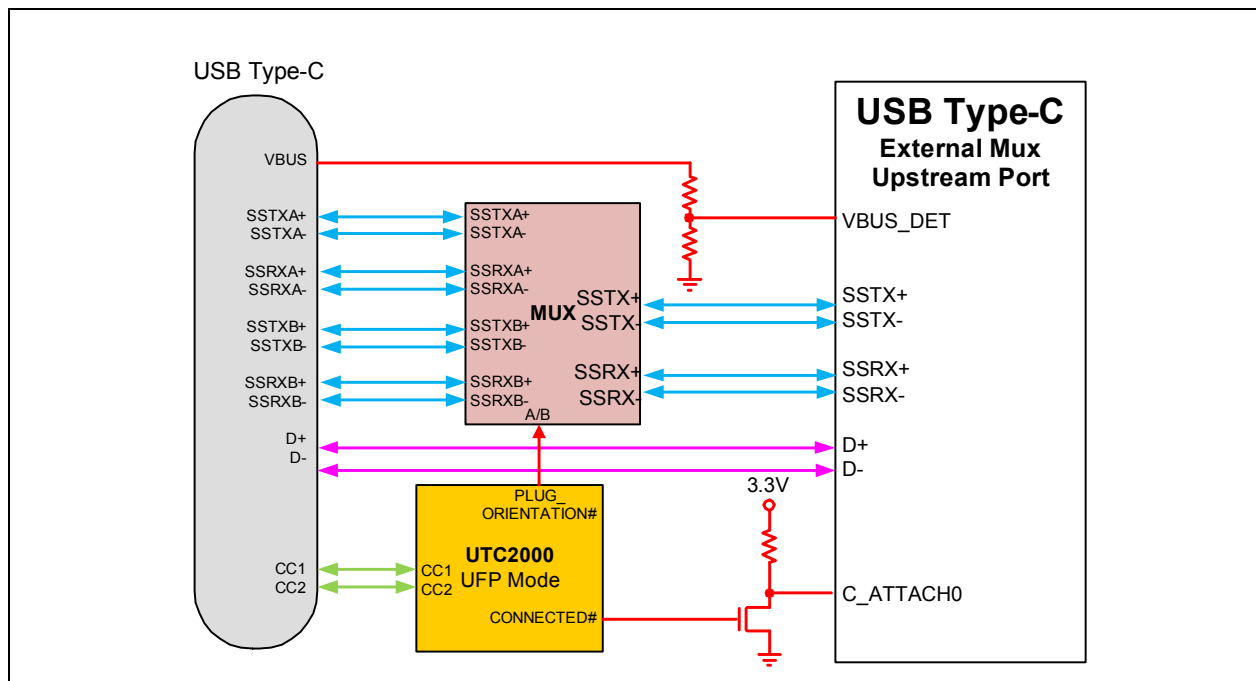 USB Type-C
VBUS
SSTXA+
SSTXA-
SSRXA+
SSRXA-
SSTXB+
SSTXB-
SSRXB+
SSRXB-
D+
D-
CC1
CC2
SSTXA+
SSTXA-
SSRXA+
SSRXA-
SSTXB+
SSTXB-
SSRXB+
SSRXB-
MUX
SSTX+
SSTX-
SSRX+
SSRX-
A/B
PLUG_
ORIENTATION#
UTC2000
UFP Mode
CC1
CC2
CONNECTED#
3.3V
USB Type-C
External Mux
Upstream Port
VBUS_DET
SSTX+
SSTX-
SSRX+
SSRX-
D+
D-
C_ATTACH0